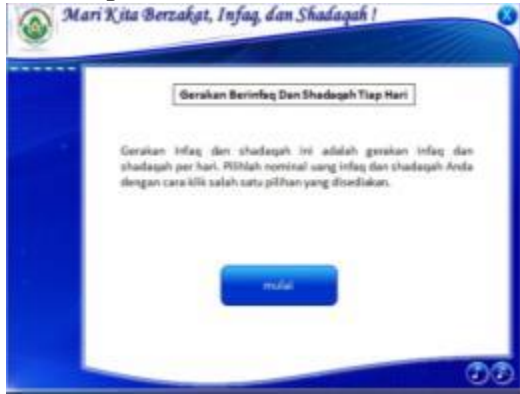 Mari Kita Berzakat, Infaq, dan Shadaqah !
Gerakan Berinfaq Dan Shadaqah Tiap Hari
Gerakan Infaq dan shadaqah ini adalah gerakan infaq dan
shadaqah per hari. Pilihlah nominal uang infaq dan shadaqah Anda
dengan cara klik salah satu pilihan yang disediakan.
mulai